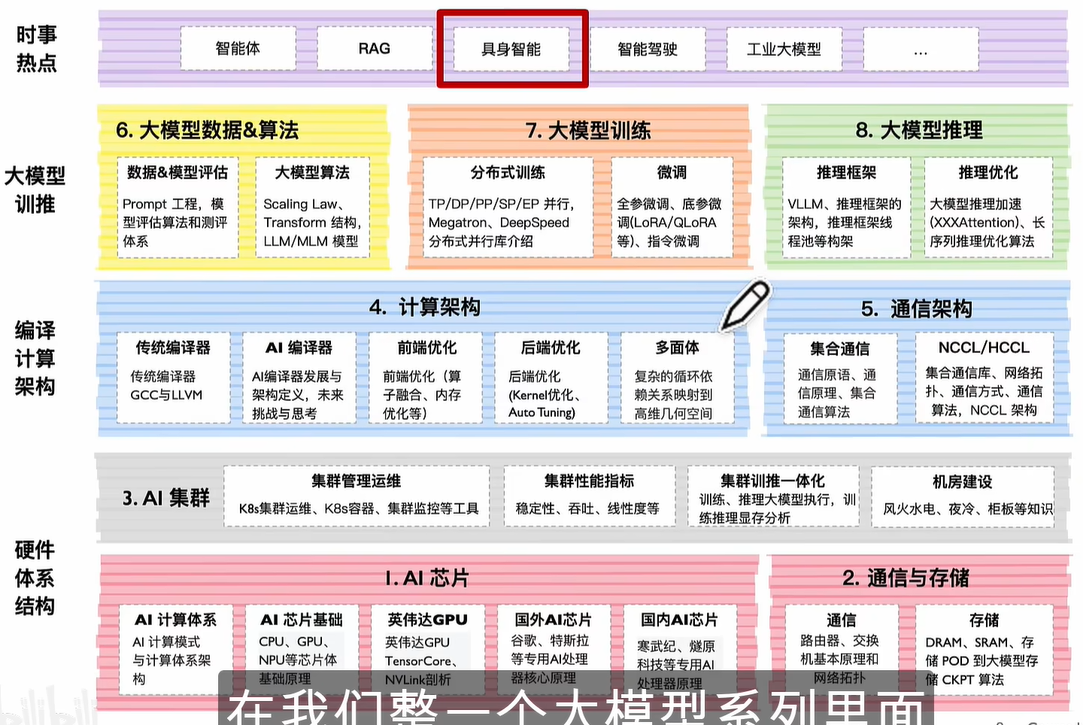 时事
热点
智能体
RAG
具身智能
智能驾驶
工业大模型
...
大模型
训推
6. 大模型数据&算法
数据&模型评估
Prompt 工程，模
型评估算法和测评
体系
大模型算法
Scaling Law、
Transform 结构，
LLM/MLM 模型
7. 大模型训练
分布式训练
TP/DP/PP/SP/EP 并行，
Megatron、DeepSpeed
分布式并行库介绍
微调
全参微调、底参微
调(LoRA/QLoRA
等)、指令微调
8. 大模型推理
推理框架
VLLM、推理框架的
架构，推理框架线
程池等构架
推理优化
大模型推理加速
(XXXAttention)、长
序列推理优化算法
编译
计算
架构
4. 计算架构
传统编译器
传统编译器
GCC与LLVM
AI 编译器
AI编译器发展与
架构定义，未来
挑战与思考
前端优化
前端优化（算
子融合、内存
优化等）
后端优化
后端优化
(Kernel优化、
Auto Tuning)
多面体
复杂的循环依
赖关系映射到
高维几何空间
5. 通信架构
集合通信
通信原语、通
信原理、集合
通信算法
NCCL/HCCL
集合通信库、网络拓
扑、通信方式、通信
算法，NCCL 架构
硬件
体系
结构
3. AI 集群
集群管理运维
K8s集群运维、K8s容器、集群监控等工具
集群性能指标
稳定性、吞吐、线性度等
集群训推一体化
训练、推理大模型执行，训
练推理显存分析
机房建设
风火水电、夜冷、柜板等知识
1. AI 芯片
AI 计算体系
AI 计算模式
与计算体系架
构
AI 芯片基础
CPU、GPU、
NPU等芯片体
基础原理
英伟达GPU
英伟达GPU
TensorCore、
NVLink剖析
国外AI芯片
谷歌、特斯拉
等专用AI处理
器核心原理
国内AI芯片
寒武纪、燧原
科技等专用AI
处理器原理
2. 通信与存储
通信
路由器、交换
机基本原理和
网络拓扑
存储
DRAM、SRAM、存
储 POD 到大模型存
储 CKPT 算法
在我们整一个大模型系列里面